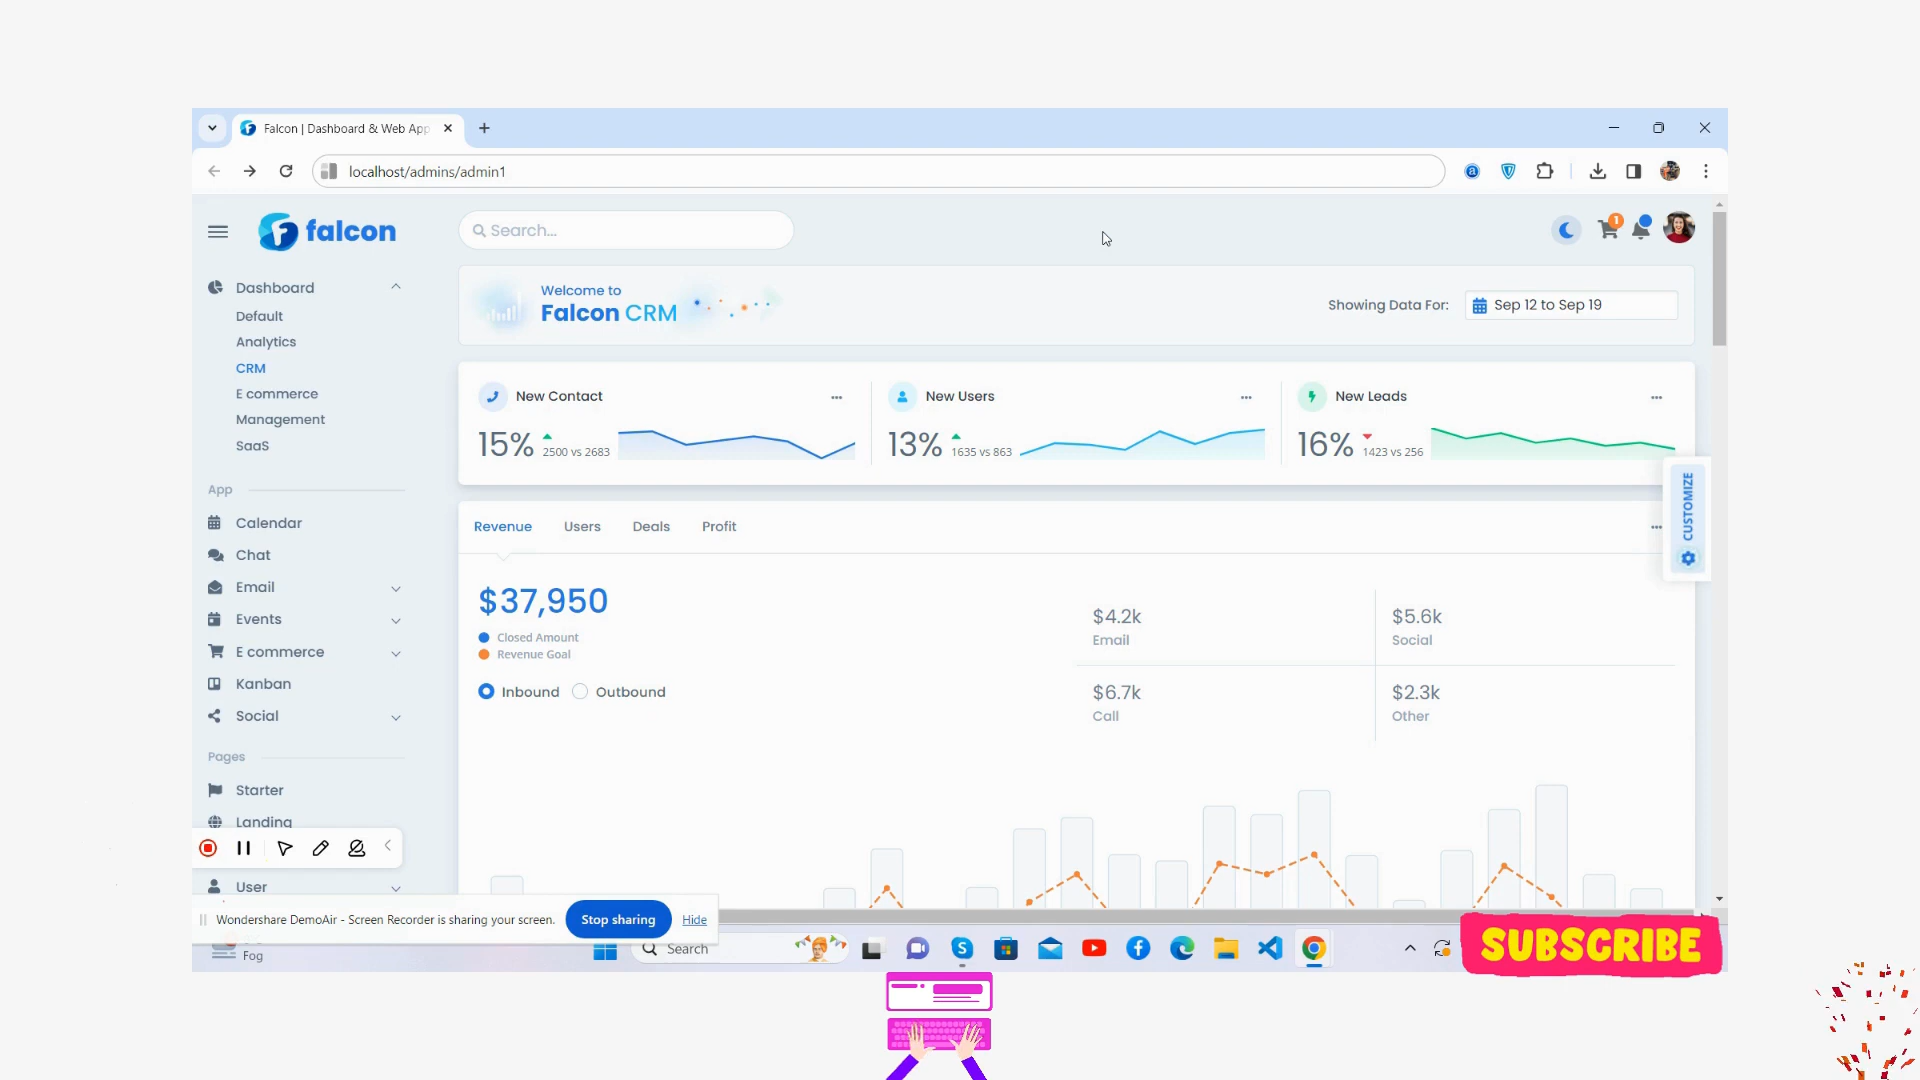 Falcon | Dashboard & Web App
localhost/admins/admin1
falcon
Search...
1
Dashboard
Default
Analytics
CRM
E commerce
Management
SaaS
App
Calendar
Chat
Email
Events
E commerce
Kanban
Social
Pages
Starter
Landing
User
Welcome to
Falcon CRM
Showing Data For:
Sep 12 to Sep 19
New Contact
15%
2500 vs 2683
New Users
13%
1635 vs 863
New Leads
16%
1423 vs 256
CUSTOMIZE
Revenue Users Deals Profit
$37,950
Closed Amount
Revenue Goal
Inbound Outbound
$4.2k
Email
$5.6k
Social
$6.7k
Call
$2.3k
Other
Wondershare DemoAir - Screen Recorder is sharing your screen.
Stop sharing
Hide
Fog
Search
SUBSCRIBE